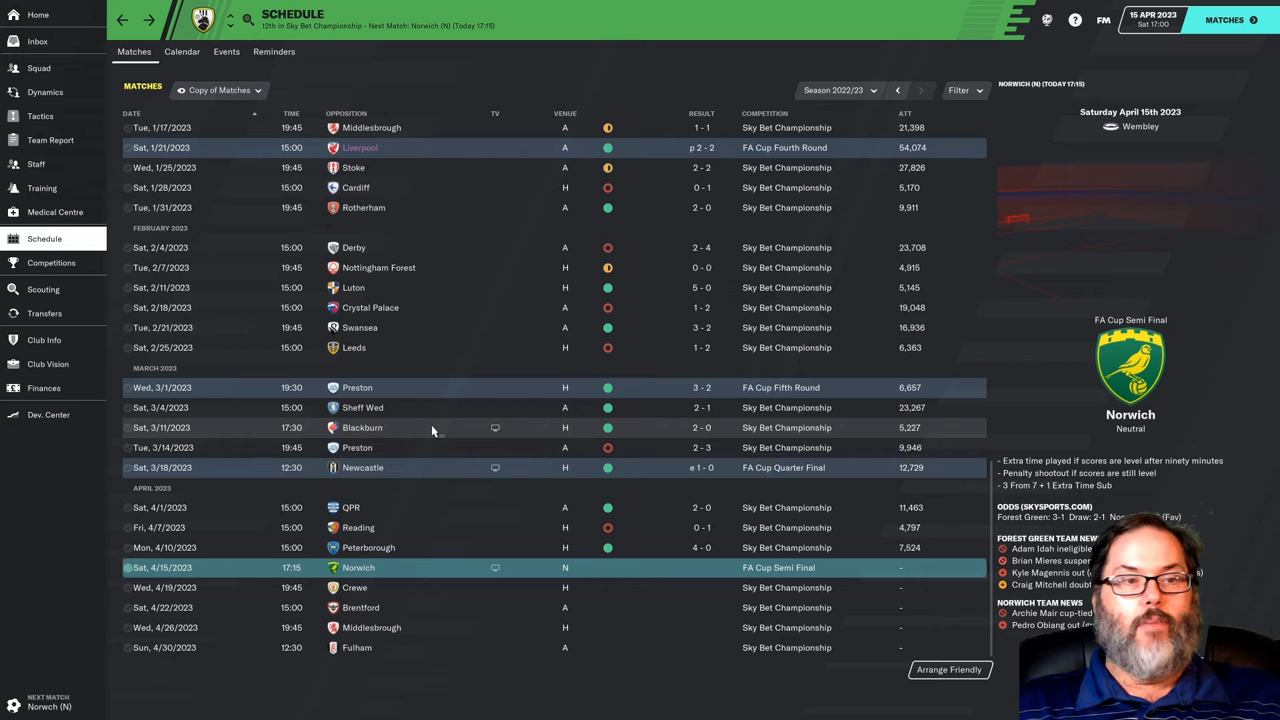 Home
Inbox
Squad
Dynamics
Tactics
Team Report
Staff
Training
Medical Centre
Schedule
Competitions
Scouting
Transfers
Club Info
Club Vision
Finances
Dev. Center
NEXT MATCH
Norwch (N)
SCHEDULE
12th in Sky Bet Championship - Next Match: Norwich (N) (Today 17:15)
FM
15 APR 2023
Sat 17:00
MATCHES
Matches Calendar Events Reminders
MATCHES Copy of Matches Season 2022/23 Filter
DATE TIME OPPOSITION TV VENUE RESULT COMPETITION ATT
Tue, 1/17/2023 19:45 Middlesbrough A 1 - 1 Sky Bet Championship 21,398
Sat, 1/21/2023 15:00 Liverpool A p 2 - 2 FA Cup Fourth Round 54,074
Wed, 1/25/2023 19:45 Stoke A 2 - 2 Sky Bet Championship 27,826
Sat, 1/28/2023 15:00 Cardiff H 0 - 1 Sky Bet Championship 5,170
Tue, 1/31/2023 19:45 Rotherham A 2 - 0 Sky Bet Championship 9,911
FEBRUARY 2023
Sat, 2/4/2023 15:00 Derby A 2 - 4 Sky Bet Championship 23,708
Tue, 2/7/2023 19:45 Nottingham Forest H 0 - 0 Sky Bet Championship 4,915
Sat, 2/11/2023 15:00 Luton H 5 - 0 Sky Bet Championship 5,145
Sat, 2/18/2023 15:00 Crystal Palace A 1 - 2 Sky Bet Championship 19,048
Tue, 2/21/2023 19:45 Swansea A 3 - 2 Sky Bet Championship 16,936
Sat, 2/25/2023 15:00 Leeds H 1 - 2 Sky Bet Championship 6,363
MARCH 2023
Wed, 3/1/2023 19:30 Preston H 3 - 2 FA Cup Fifth Round 6,657
Sat, 3/4/2023 15:00 Sheff Wed A 2 - 1 Sky Bet Championship 23,267
Sat, 3/11/2023 17:30 Blackburn H 2 - 0 Sky Bet Championship 5,227
Tue, 3/14/2023 19:45 Preston A 2 - 3 Sky Bet Championship 9,946
Sat, 3/18/2023 12:30 Newcastle H e 1 - 0 FA Cup Quarter Final 12,729
APRIL 2023
Sat, 4/1/2023 15:00 QPR A 2 - 0 Sky Bet Championship 11,463
Fri, 4/7/2023 15:00 Reading H 0 - 1 Sky Bet Championship 4,797
Mon, 4/10/2023 15:00 Peterborough H 4 - 0 Sky Bet Championship 7,524
Sat, 4/15/2023 17:15 Norwich N FA Cup Semi Final -
Wed, 4/19/2023 19:45 Crewe H Sky Bet Championship -
Sat, 4/22/2023 15:00 Brentford A Sky Bet Championship -
Wed, 4/26/2023 19:45 Middlesbrough H Sky Bet Championship -
Sun, 4/30/2023 12:30 Fulham A Sky Bet Championship -
Arrange Friendly
NORWICH (N) (TODAY 17:15)
Saturday April 15th 2023
Wembley
FA Cup Semi Final
Norwich
Neutral
- Extra time played if scores are level after ninety minutes
- Penalty shootout if scores are still level
- 3 From 7 + 1 Extra Time Sub
ODDS (SKYSPORTS.COM)
Forest Green: 3-1 Draw: 2-1 (Fav)
FOREST GREEN TEAM NEWS
Adam Idah ineligible
Brian Mieres
Kyle Magennis out
Craig Mitchell
NORWICH TEAM NEWS
Archie Mair cup-tied
Pedro Obiang out